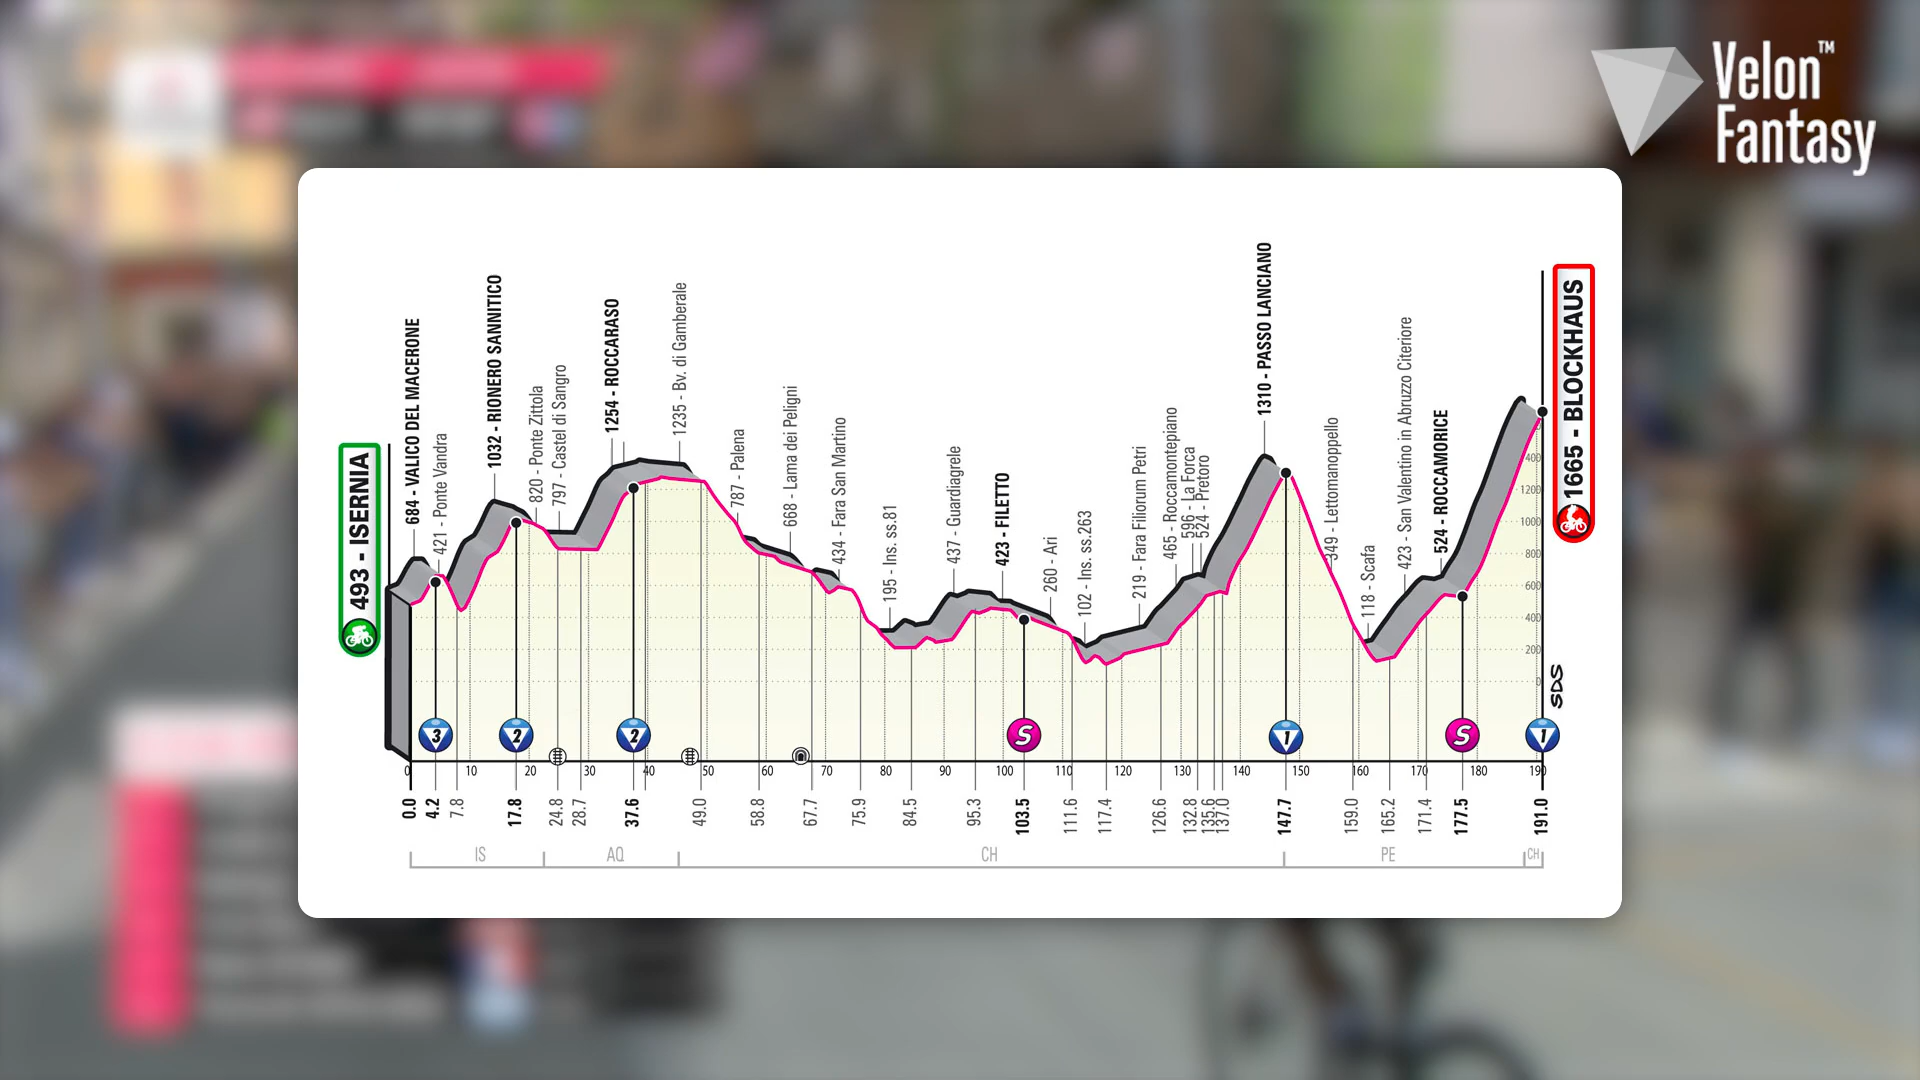 Velon™
Fantasy
493 - ISERNIA
684 - VALICO DEL MACERONE
421 - Ponte Vandra
1032 - RIONERO SANNITICO
820 - Ponte Zittola
797 - Castel di Sangro
1254 - ROCCARASO
1235 - Bv. di Gamberale
787 - Palena
668 - Lama dei Peligni
434 - Fara San Martino
195 - Ins. ss.81
437 - Guardiagrele
423 - FILETTO
260 - Ari
102 - Ins. ss.263
219 - Fara Filiorum Petri
465 - Roccamontepiano
596 - La Forca
524 - Pretoro
1310 - PASSO LANCIANO
349 - Lettomanoppello
118 - Scafa
423 - San Valentino in Abruzzo Citeriore
524 - ROCCAMORICE
1665 - BLOCKHAUS
1200
1000
800
600
400
200
0
SDS
3
2
2
S
1
S
1
0 10 20 30 40 50 60 70 80 90 100 110 120 130 140 150 160 170 180 190
0.0 4.2 7.8 17.8 24.8 28.7 37.6 49.0 58.8 67.7 75.9 84.5 95.3 103.5 111.6 117.4 126.6 132.8 135.6 137.0 147.7 159.0 165.2 171.4 177.5 191.0
IS AQ CH PE CH